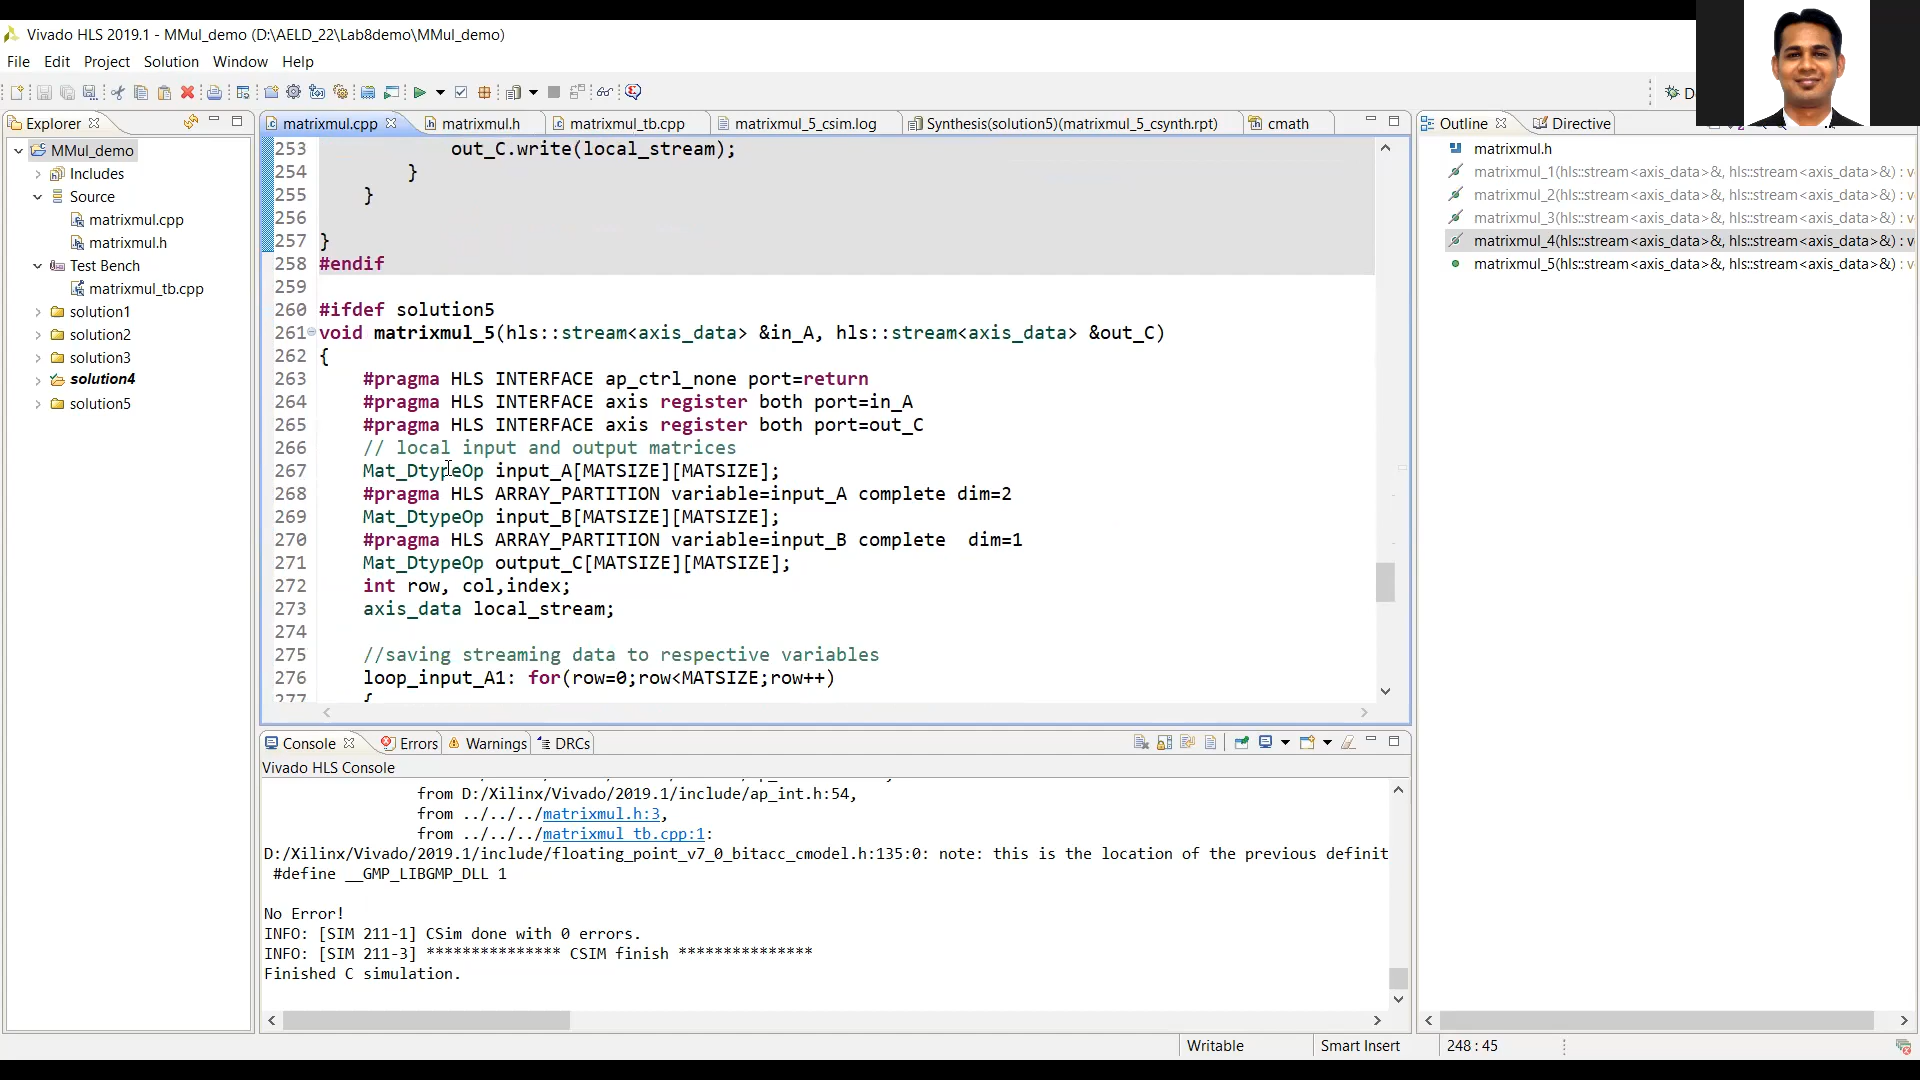 Vivado HLS 2019.1 - MMul_demo (D:\AELD_22\Lab8demo\MMul_demo)
File Edit Project Solution Window Help
Explorer
MMul_demo
Includes
Source
matrixmul.cpp
matrixmul.h
Test Bench
matrixmul_tb.cpp
solution1
solution2
solution3
solution4
solution5
matrixmul.cpp matrixmul.h matrixmul_tb.cpp matrixmul_5_csim.log Synthesis(solution5)(matrixmul_5_csynth.rpt) cmath
253 out_C.write(local_stream);
254 }
255 }
256
257 }
258 #endif
259
260 #ifdef solution5
261 void matrixmul_5(hls::stream<axis_data> &in_A, hls::stream<axis_data> &out_C)
262 {
263 #pragma HLS INTERFACE ap_ctrl_none port=return
264 #pragma HLS INTERFACE axis register both port=in_A
265 #pragma HLS INTERFACE axis register both port=out_C
266 // local input and output matrices
267 Mat_DtypeOp input_A[MATSIZE][MATSIZE];
268 #pragma HLS ARRAY_PARTITION variable=input_A complete dim=2
269 Mat_DtypeOp input_B[MATSIZE][MATSIZE];
270 #pragma HLS ARRAY_PARTITION variable=input_B complete  dim=1
271 Mat_DtypeOp output_C[MATSIZE][MATSIZE];
272 int row, col,index;
273 axis_data local_stream;
274
275 //saving streaming data to respective variables
276 loop_input_A1: for(row=0;row<MATSIZE;row++)
277 {
Console Errors Warnings DRCs
Vivado HLS Console
from D:/Xilinx/Vivado/2019.1/include/ap_int.h:54,
from ../../../matrixmul.h:3,
from ../../../matrixmul_tb.cpp:1:
D:/Xilinx/Vivado/2019.1/include/floating_point_v7_0_bitacc_cmodel.h:135:0: note: this is the location of the previous definit
#define __GMP_LIBGMP_DLL 1
No Error!
INFO: [SIM 211-1] CSim done with 0 errors.
INFO: [SIM 211-3] *************** CSIM finish ***************
Finished C simulation.
Outline Directive
matrixmul.h
matrixmul_1(hls::stream<axis_data>&, hls::stream<axis_data>&) : v
matrixmul_2(hls::stream<axis_data>&, hls::stream<axis_data>&) : v
matrixmul_3(hls::stream<axis_data>&, hls::stream<axis_data>&) : v
matrixmul_4(hls::stream<axis_data>&, hls::stream<axis_data>&) : v
matrixmul_5(hls::stream<axis_data>&, hls::stream<axis_data>&) : v
Writable Smart Insert 248 : 45